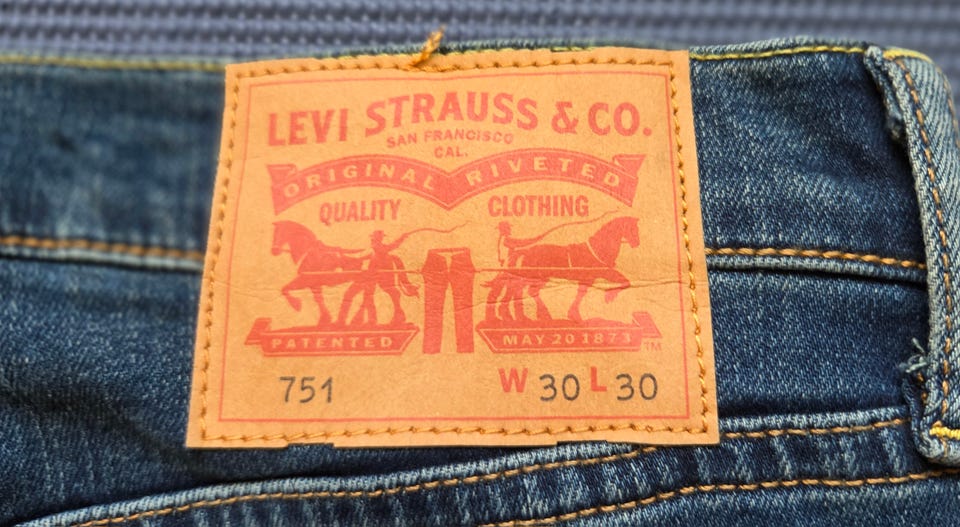 LEVI STRAUSS & CO.
SAN FRANCISCO
CAL.
ORIGINAL RIVETED
QUALITY CLOTHING
PATENTED MAY 20 1873 TM
751 W 30 L 30